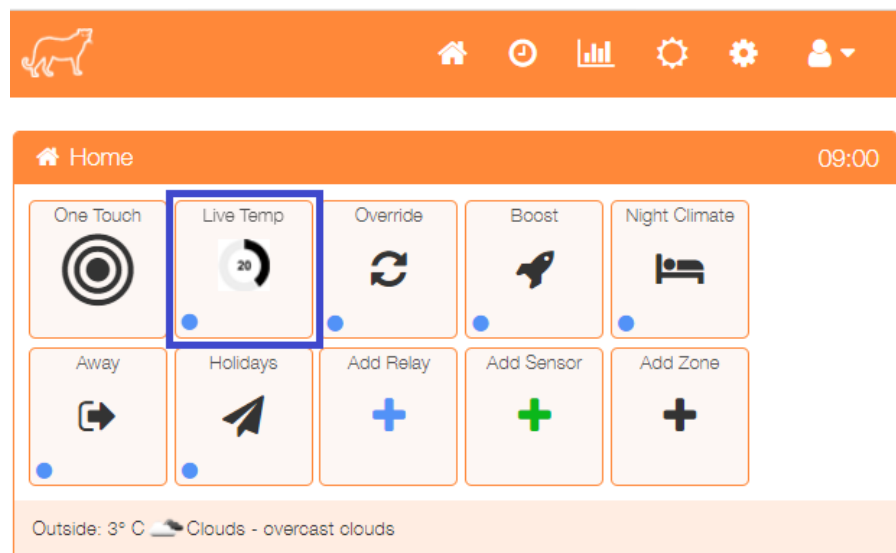 Home 09:00
One Touch Live Temp Override Boost Night Climate
20
Away Holidays Add Relay Add Sensor Add Zone
Outside: 3° C Clouds - overcast clouds